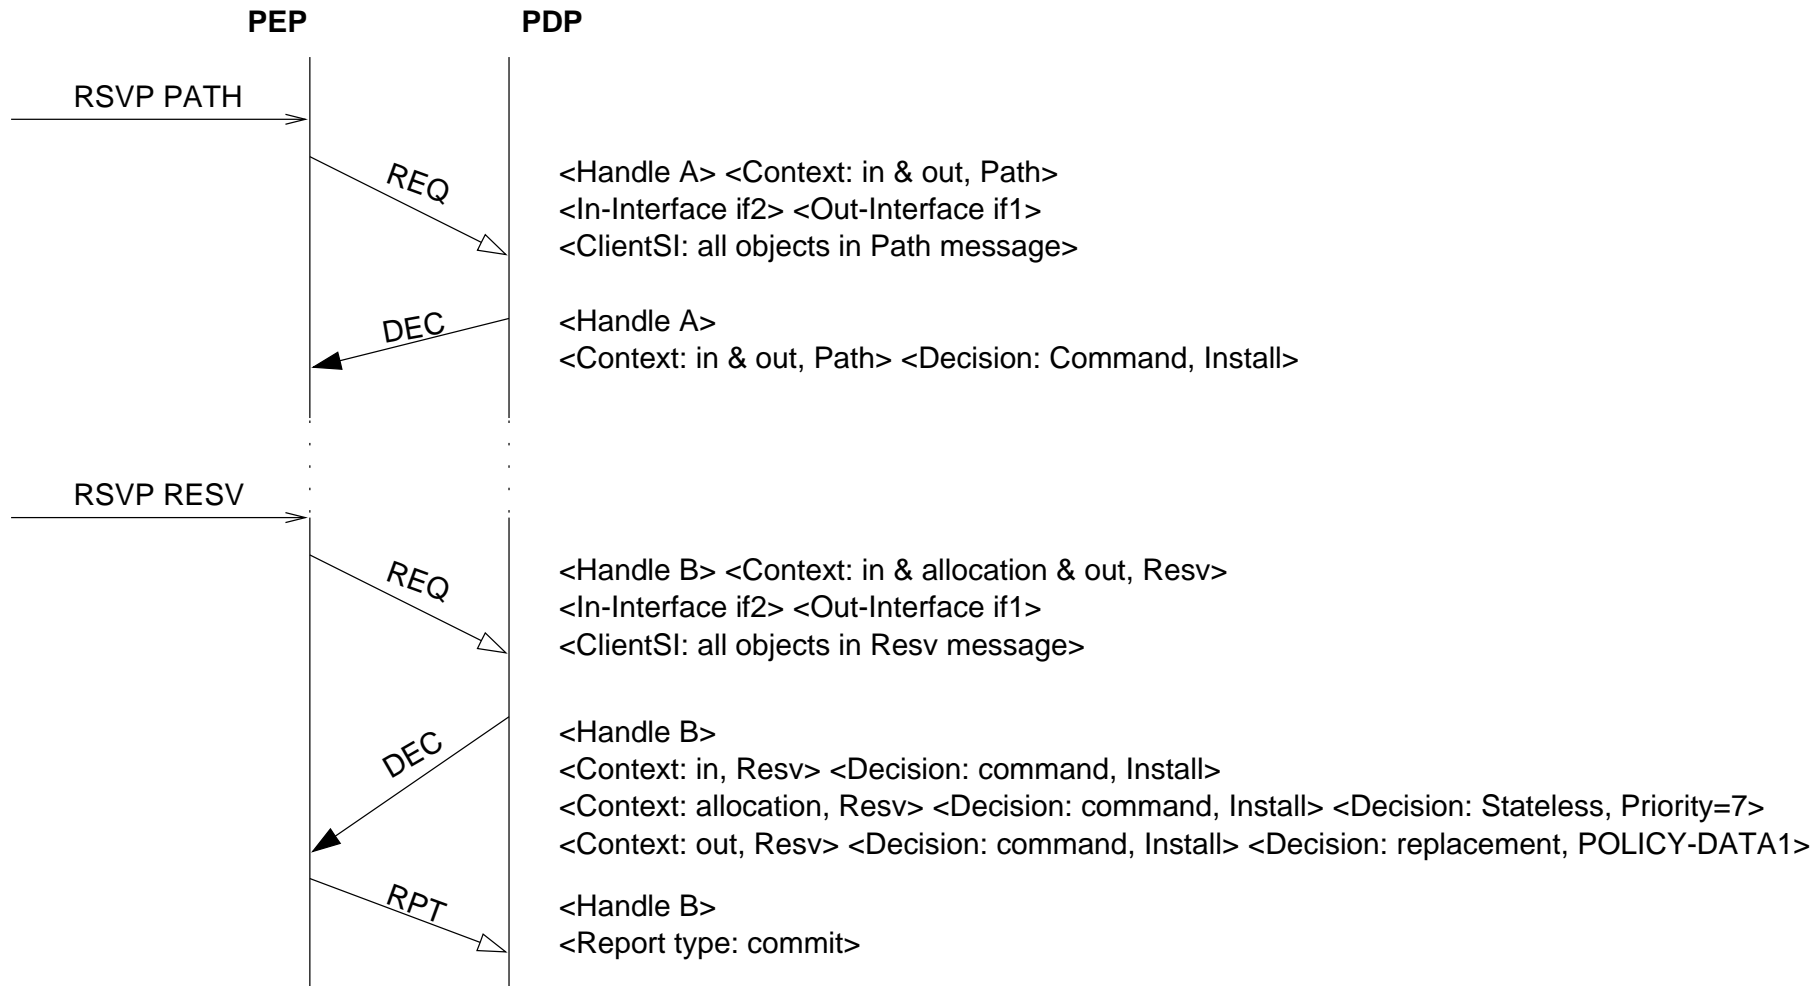 PEP PDP
RSVP PATH
REQ
<Handle A> <Context: in & out, Path>
<In-Interface if2> <Out-Interface if1>
<ClientSI: all objects in Path message>
DEC
<Handle A>
<Context: in & out, Path> <Decision: Command, Install>
RSVP RESV
REQ
<Handle B> <Context: in & allocation & out, Resv>
<In-Interface if2> <Out-Interface if1>
<ClientSI: all objects in Resv message>
DEC
<Handle B>
<Context: in, Resv> <Decision: command, Install>
<Context: allocation, Resv> <Decision: command, Install> <Decision: Stateless, Priority=7>
<Context: out, Resv> <Decision: command, Install> <Decision: replacement, POLICY-DATA1>
RPT
<Handle B>
<Report type: commit>